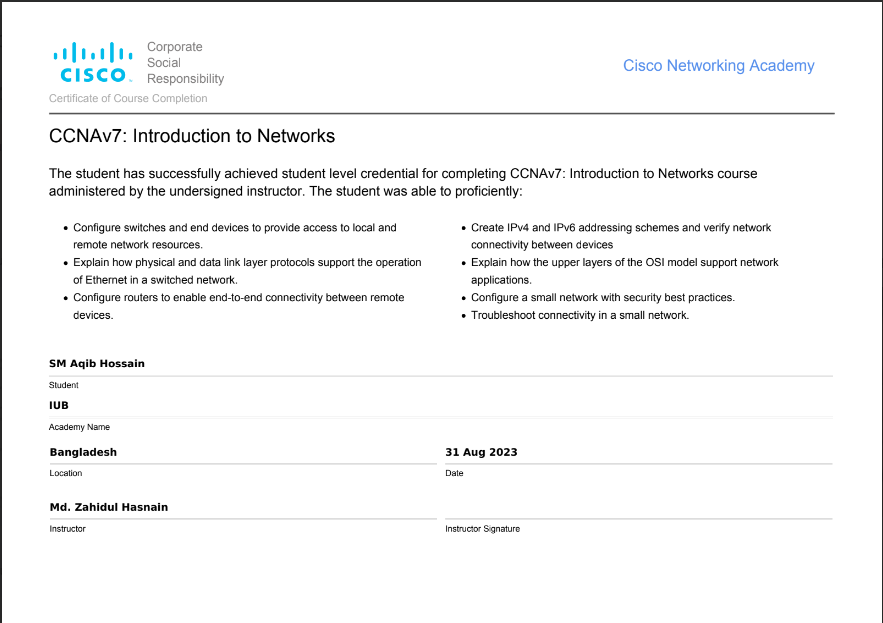 Corporate
Social
Responsibility
CISCO
Cisco Networking Academy
Certificate of Course Completion
CCNAv7: Introduction to Networks
The student has successfully achieved student level credential for completing CCNAv7: Introduction to Networks course
administered by the undersigned instructor. The student was able to proficiently:
• Configure switches and end devices to provide access to local and
remote network resources.
• Explain how physical and data link layer protocols support the operation
of Ethernet in a switched network.
• Configure routers to enable end-to-end connectivity between remote
devices.
• Create IPv4 and IPv6 addressing schemes and verify network
connectivity between devices
• Explain how the upper layers of the OSI model support network
applications.
• Configure a small network with security best practices.
• Troubleshoot connectivity in a small network.
SM Aqib Hossain
Student
IUB
Academy Name
Bangladesh
Location
31 Aug 2023
Date
Md. Zahidul Hasnain
Instructor
Instructor Signature